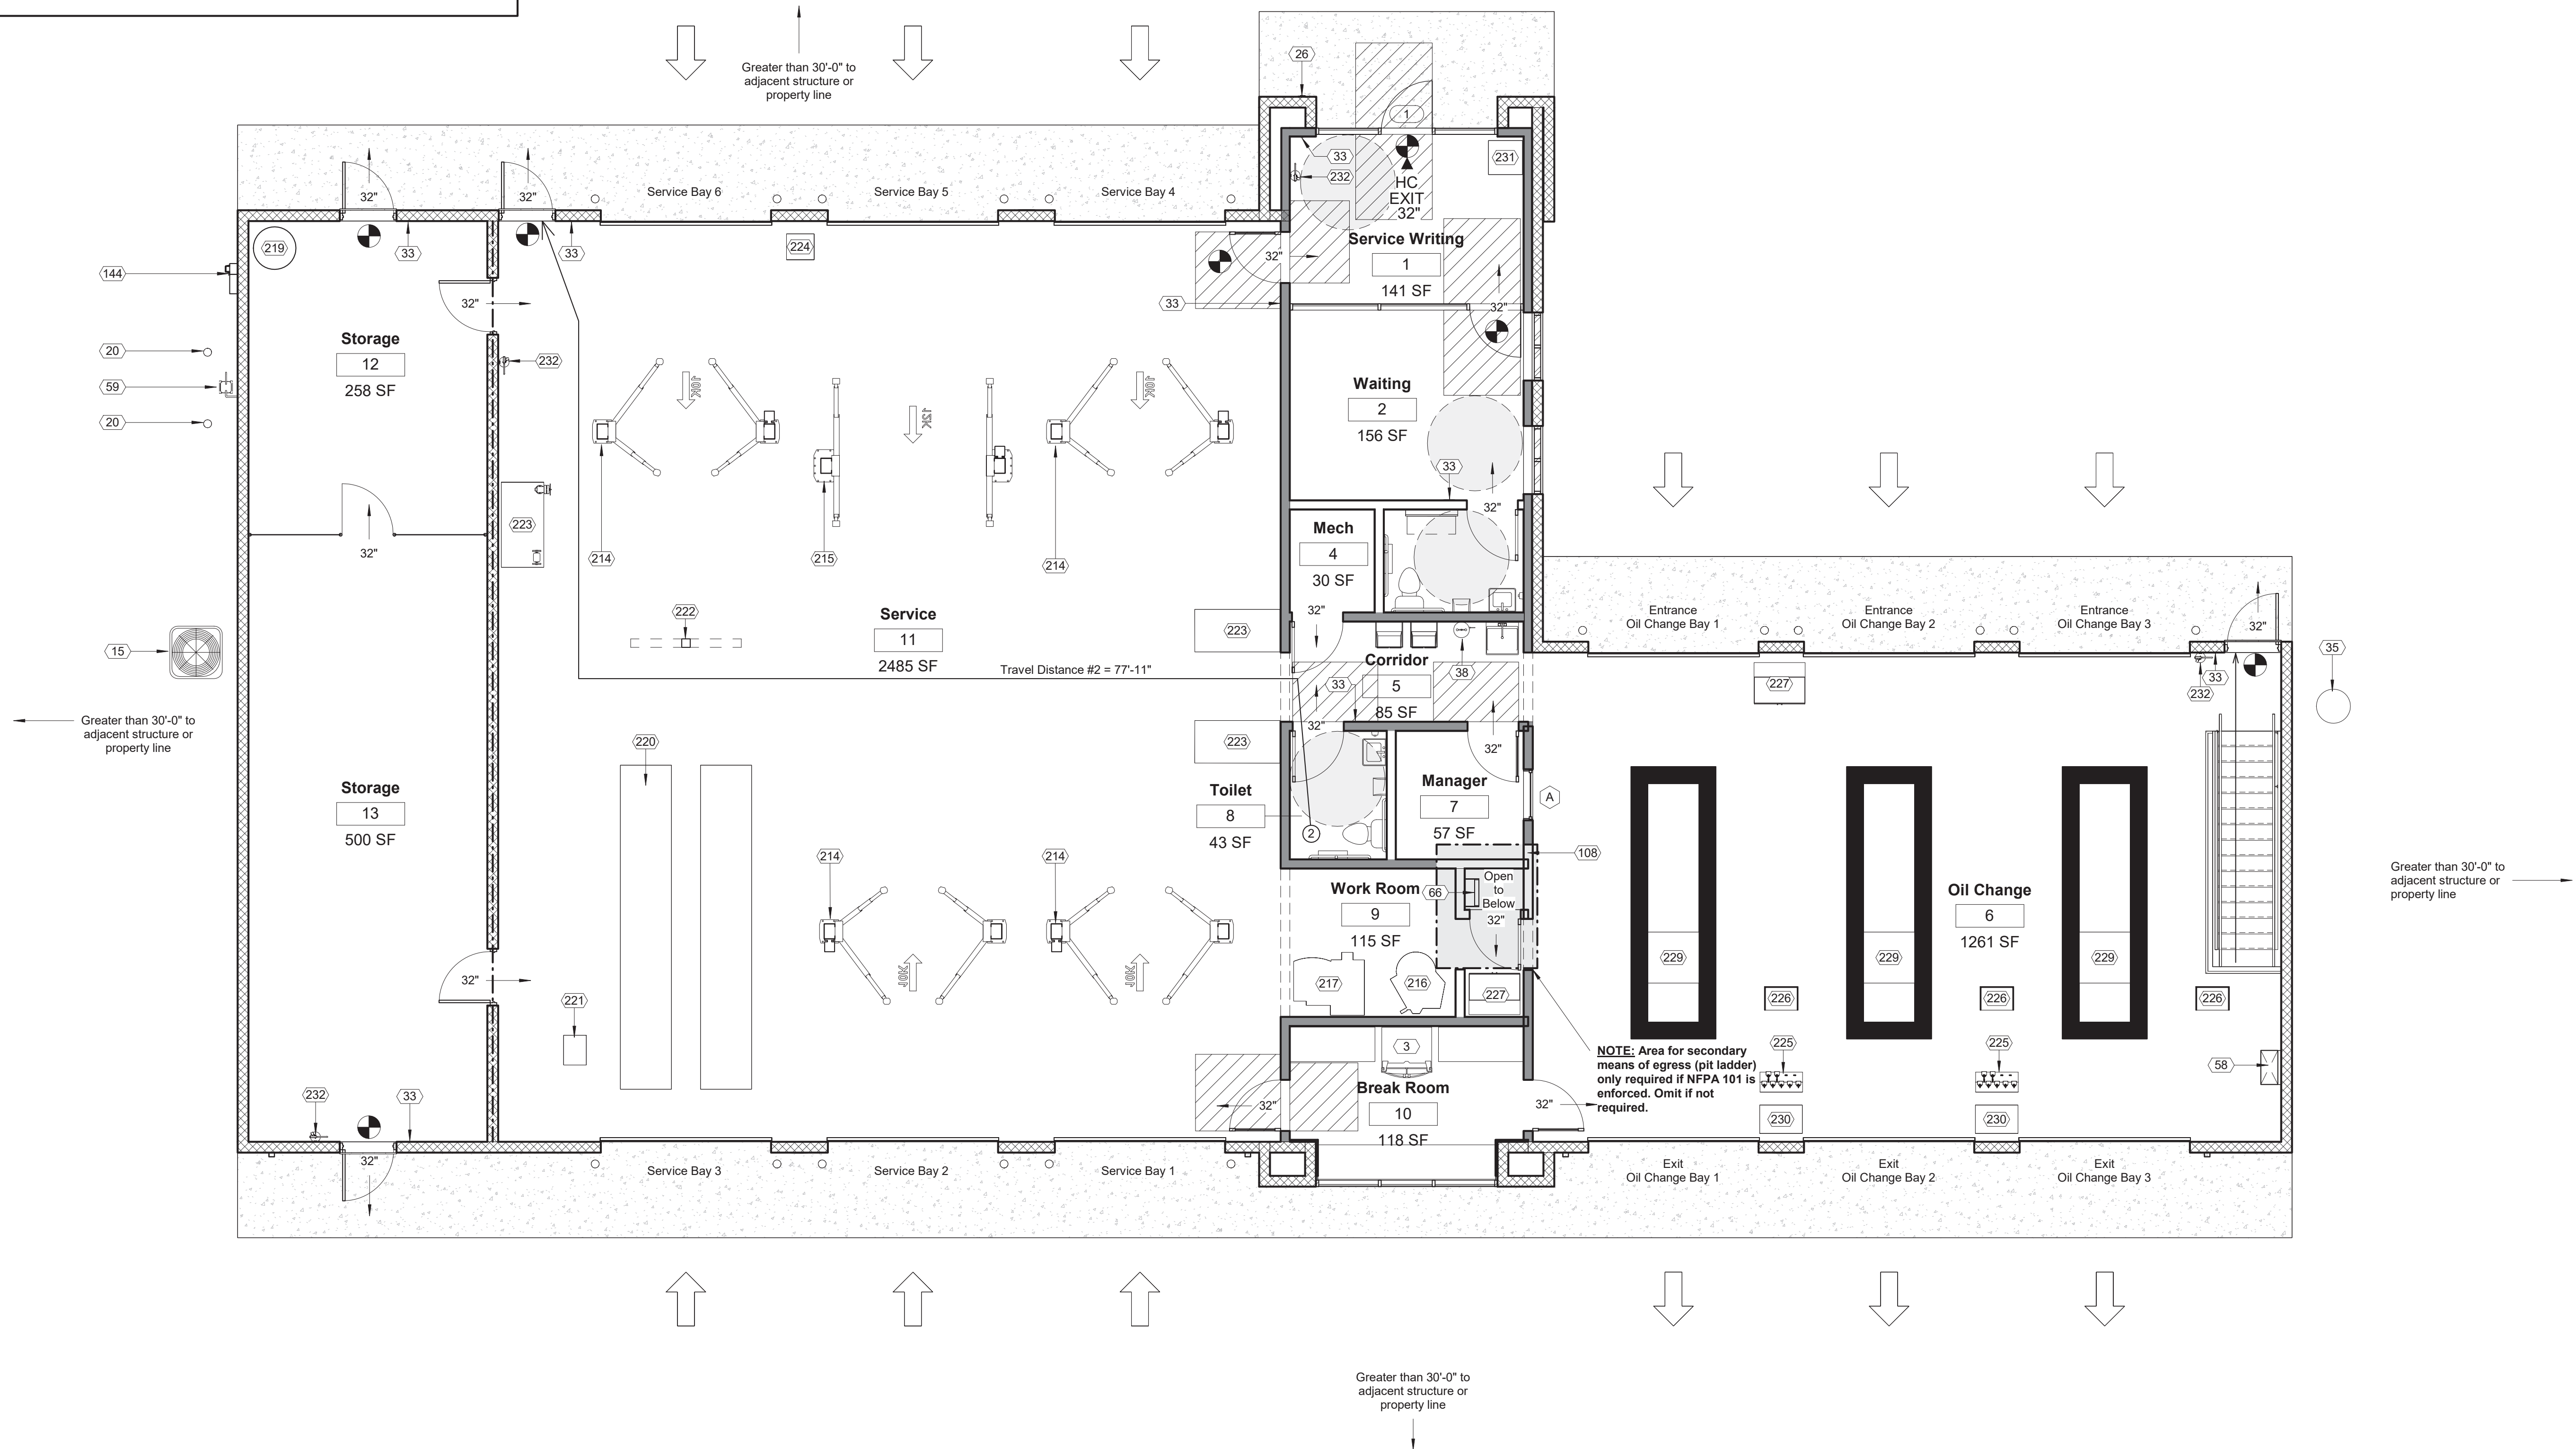 Greater than 30'-0" to
adjacent structure or
property line
26
1
33
232
231
HC
EXIT
32"
32"
32"
Service Bay 6
Service Bay 5
Service Bay 4
219
33
33
224
32"
Service Writing
1
141 SF
144
32"
33
32"
Storage
12
258 SF
20
59
20
232
10K
12K
10K
Waiting
2
156 SF
33
32"
223
32"
214
215
214
Mech
4
30 SF
32"
222
Service
11
2485 SF
223
Travel Distance #2 = 77'-11"
Corridor
5
85 SF
33
38
32"
32"
15
Entrance
Oil Change Bay 1
Entrance
Oil Change Bay 2
Entrance
Oil Change Bay 3
32"
35
227
232
33
Greater than 30'-0" to
adjacent structure or
property line
220
223
Toilet
8
43 SF
2
Manager
7
57 SF
A
Storage
13
500 SF
214
214
108
Work Room
9
115 SF
66
Open
to
Below
32"
Oil Change
6
1261 SF
Greater than 30'-0" to
adjacent structure or
property line
32"
10K
10K
217
216
227
229
229
229
226
226
226
221
3
NOTE: Area for secondary
means of egress (pit ladder)
only required if NFPA 101 is
enforced. Omit if not
required.
225
225
58
232
33
32"
Break Room
10
118 SF
32"
230
230
32"
Service Bay 3
Service Bay 2
Service Bay 1
Exit
Oil Change Bay 1
Exit
Oil Change Bay 2
Exit
Oil Change Bay 3
Greater than 30'-0" to
adjacent structure or
property line